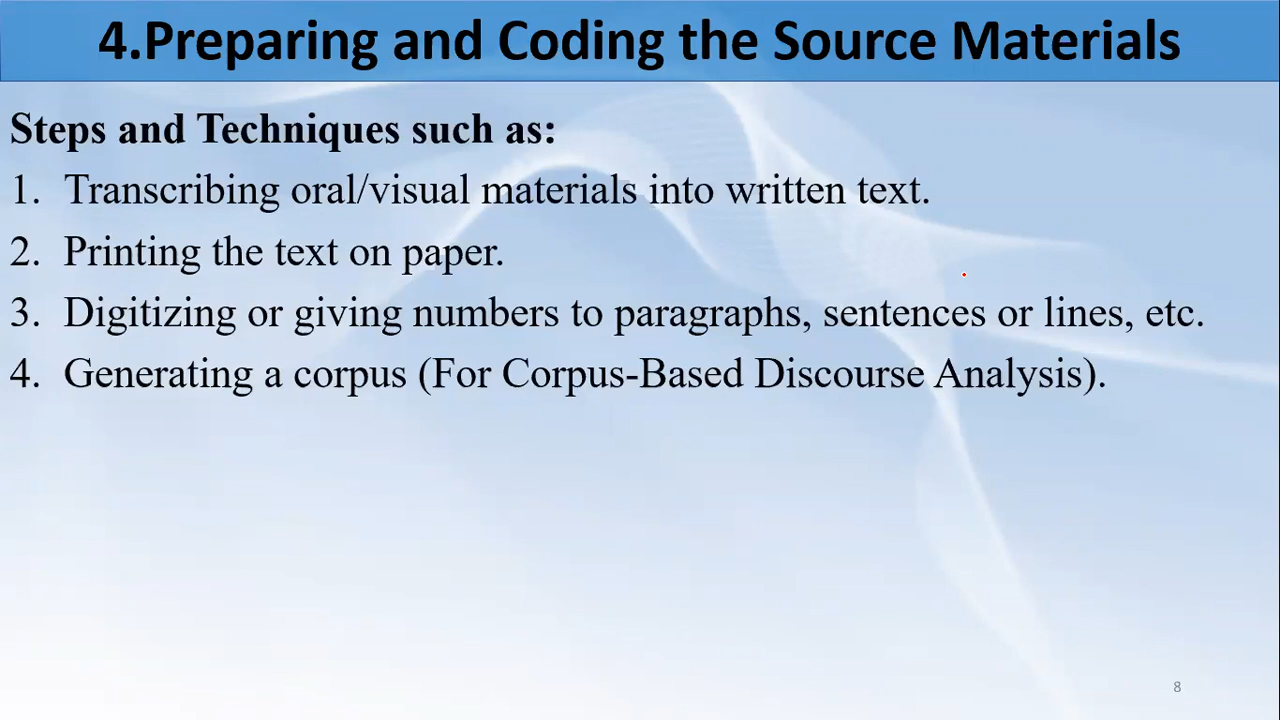 4.Preparing and Coding the Source Materials
Steps and Techniques such as:
1. Transcribing oral/visual materials into written text.
2. Printing the text on paper.
3. Digitizing or giving numbers to paragraphs, sentences or lines, etc.
4. Generating a corpus (For Corpus-Based Discourse Analysis).
8